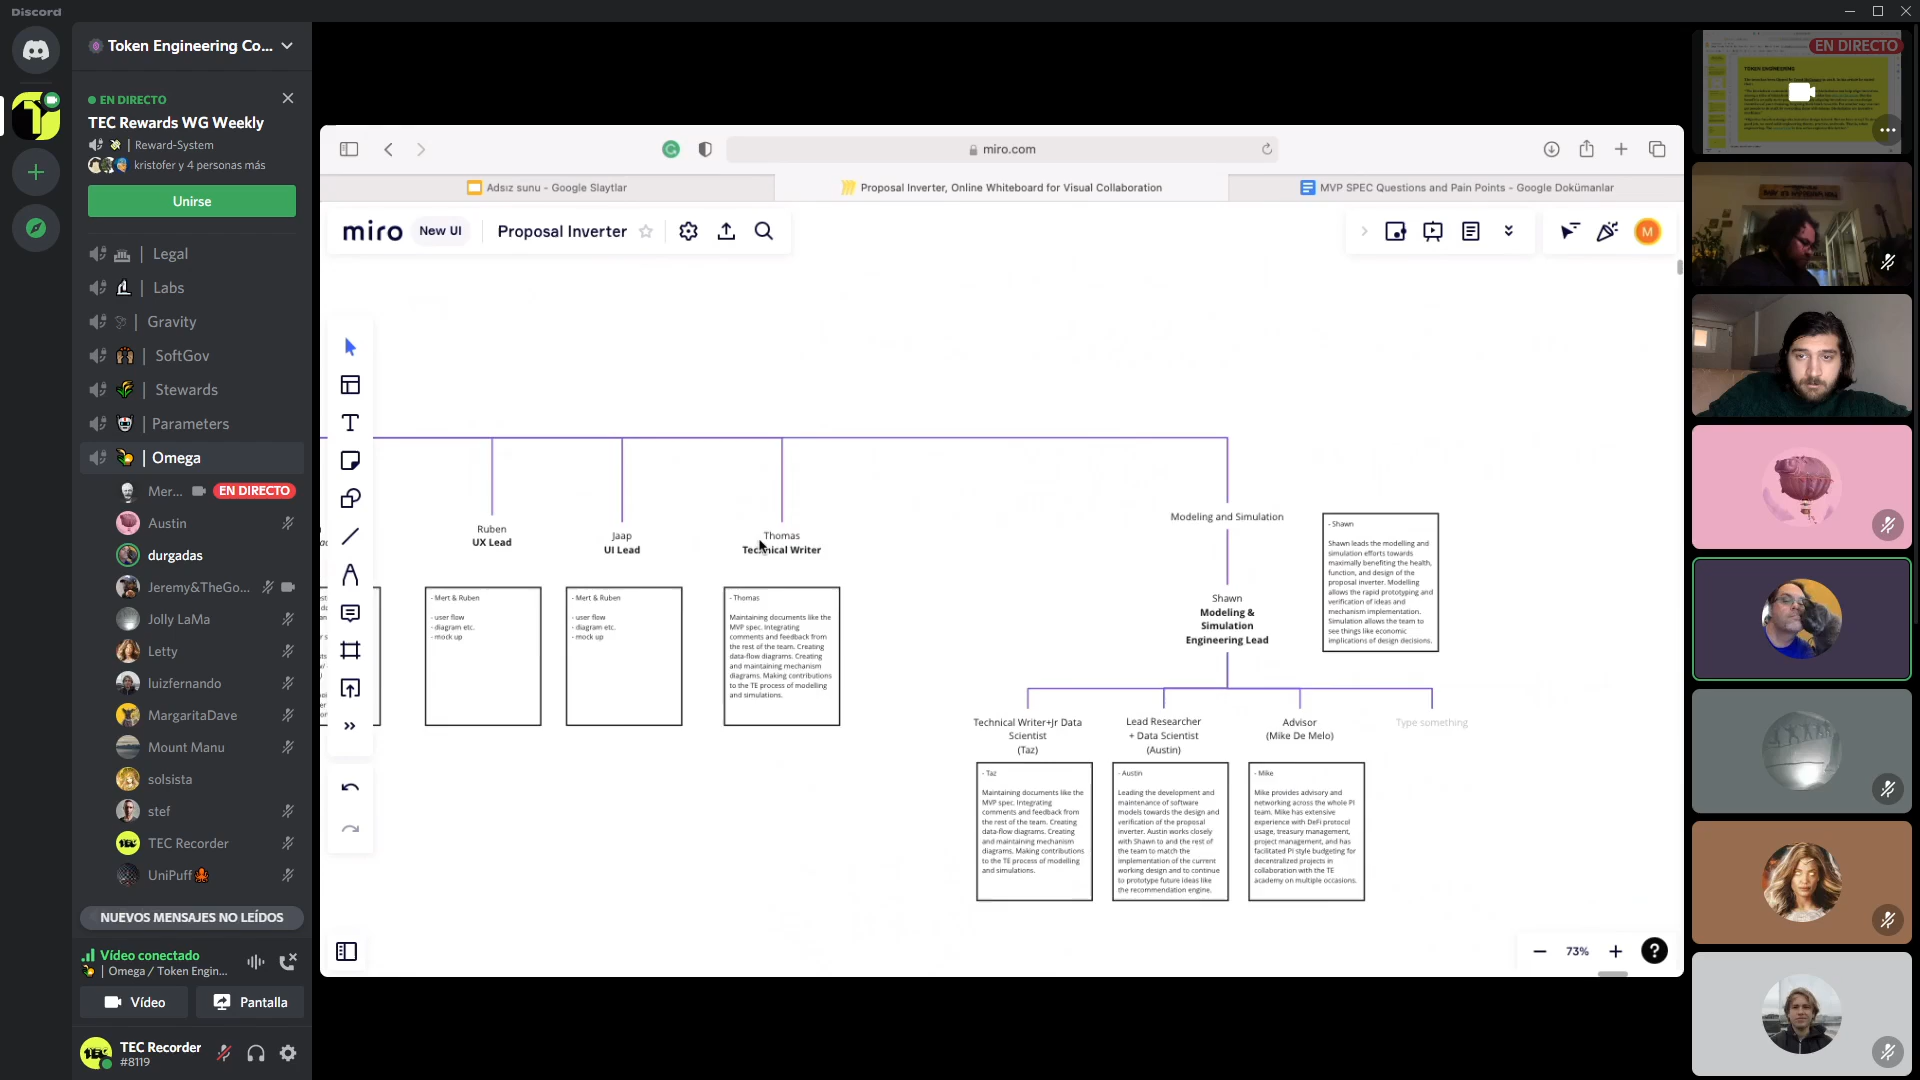 Discord
Token Engineering Co...
EN DIRECTO
TEC Rewards WG Weekly
| Reward-System
kristofer y 4 personas más
Unirse
| Legal
| Labs
| Gravity
| SoftGov
| Stewards
| Parameters
| Omega
Mer... EN DIRECTO
Austin
durgadas
Jeremy&TheGo...
Jolly LaMa
Letty
luizfernando
MargaritaDave
Mount Manu
solsista
stef
TEC Recorder
UniPuff
NUEVOS MENSAJES NO LEÍDOS
Vídeo conectado
| Omega / Token Engin...
Vídeo
Pantalla
TEC Recorder
#8119
miro.com
Adsız sunu - Google Slaytlar
Proposal Inverter, Online Whiteboard for Visual Collaboration
MVP SPEC Questions and Pain Points - Google Dokümanlar
miro
New UI
Proposal Inverter
M
Ruben
UX Lead
Jaap
UI Lead
Thomas
Technical Writer
- Mert & Ruben
- user flow
- diagram etc.
- mock up
- Mert & Ruben
- user flow
- diagram etc.
- mock up
- Thomas
Maintaining documents like the
MVP spec. Integrating
comments and feedback from
the rest of the team. Creating
data-flow diagrams. Creating
and maintaining mechanism
diagrams. Making contributions
to the TE process of modelling
and simulations.
Modeling and Simulation
- Shawn
Shawn leads the modelling and
simulation efforts towards
maximally benefiting the health,
function, and design of the
proposal inverter. Modelling
allows the rapid prototyping and
verification of ideas and
mechanism implementation.
Simulation allows the team to
see things like economic
implications of design decisions.
Shawn
Modeling &
Simulation
Engineering Lead
Technical Writer+Jr Data
Scientist
(Taz)
Lead Researcher
+ Data Scientist
(Austin)
Advisor
(Mike De Melo)
Type something
- Taz
Maintaining documents like the
MVP spec. Integrating
comments and feedback from
the rest of the team. Creating
data-flow diagrams. Creating
and maintaining mechanism
diagrams. Making contributions
to the TE process of modelling
and simulations.
- Austin
Leading the development and
maintenance of software
models towards the design and
verification of the proposal
inverter. Austin works closely
with Shawn to and the rest of
the team to match the
implementation of the current
working design and to continue
to prototype future ideas like
the recommendation engine.
- Mike
Mike provides advisory and
networking across the whole PI
team. Mike has extensive
experience with DeFi protocol
usage, treasury management,
project management, and has
facilitated PI style budgeting for
decentralized projects in
collaboration with the TE
academy on multiple occasions.
73%
EN DIRECTO
TOKEN ENGINEERING